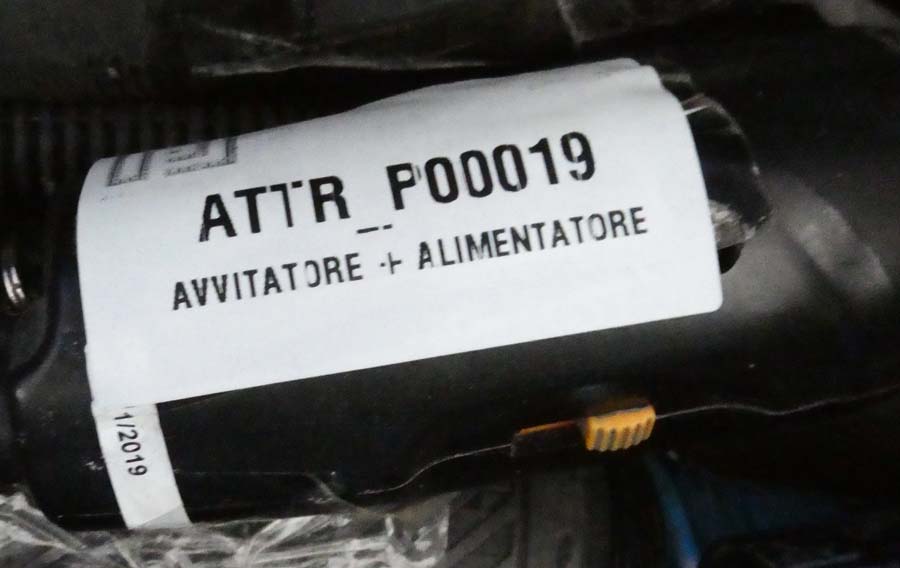 ATTR_P00019
AVVITATORE + ALIMENTATORE
1/2019